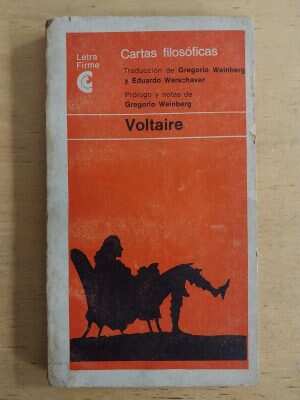 Letra
Firme
Cartas filosóficas
Traducción de Gregorio Weinberg
y Eduardo Warschaver
Prólogo y notas de
Gregorio Weinberg
Voltaire